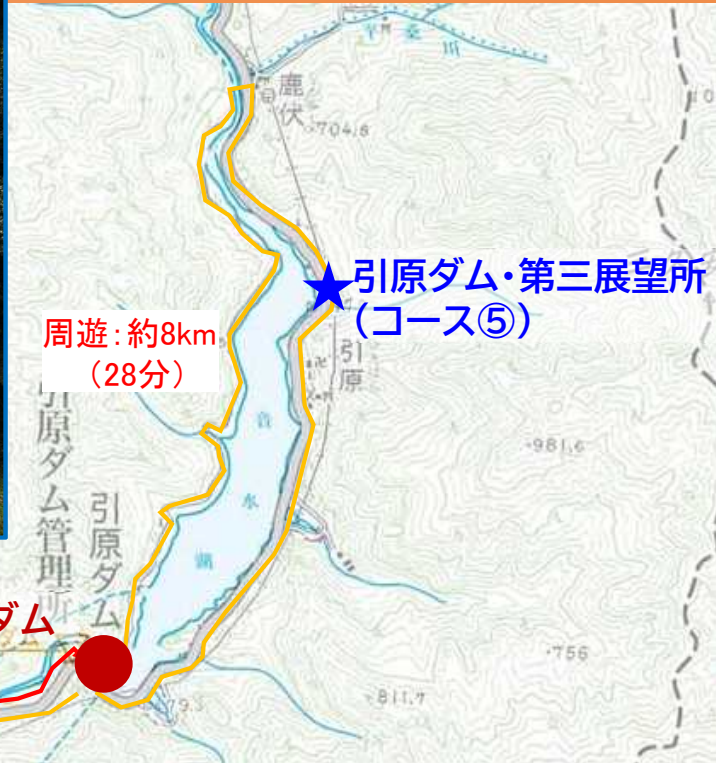 鹿伏
704.8
引原ダム・第三展望所
(コース⑤)
周遊：約8km
(28分)
引原
引原ダム管理所
音水湖
981.6
引原ダム
ダム
756
811.7